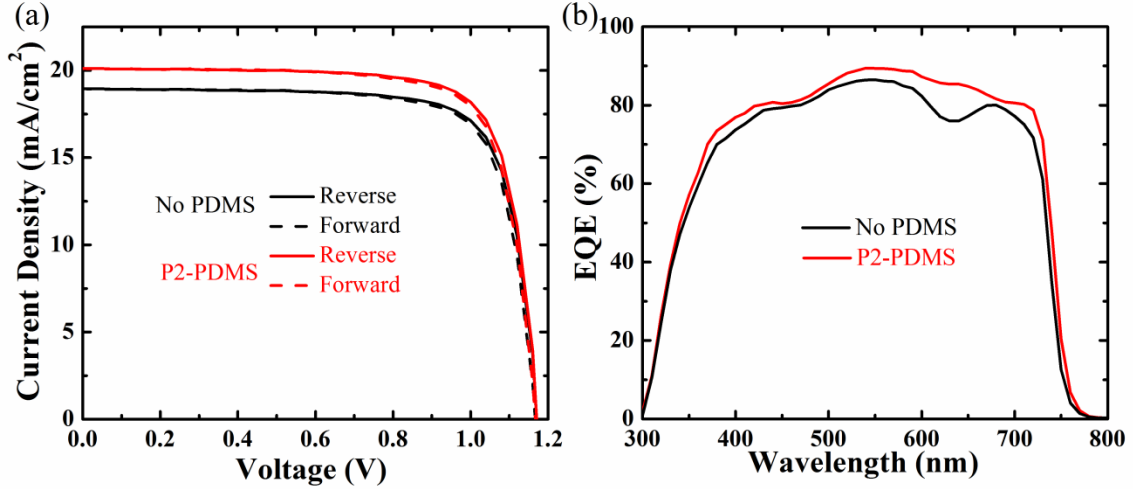 (a)
Current Density (mA/cm²)
20
15
10
5
0
No PDMS
Reverse
Forward
P2-PDMS
Reverse
Forward
0.0 0.2 0.4 0.6 0.8 1.0 1.2
Voltage (V)
(b)
EQE (%)
100
80
60
40
20
0
No PDMS
P2-PDMS
300 400 500 600 700 800
Wavelength (nm)